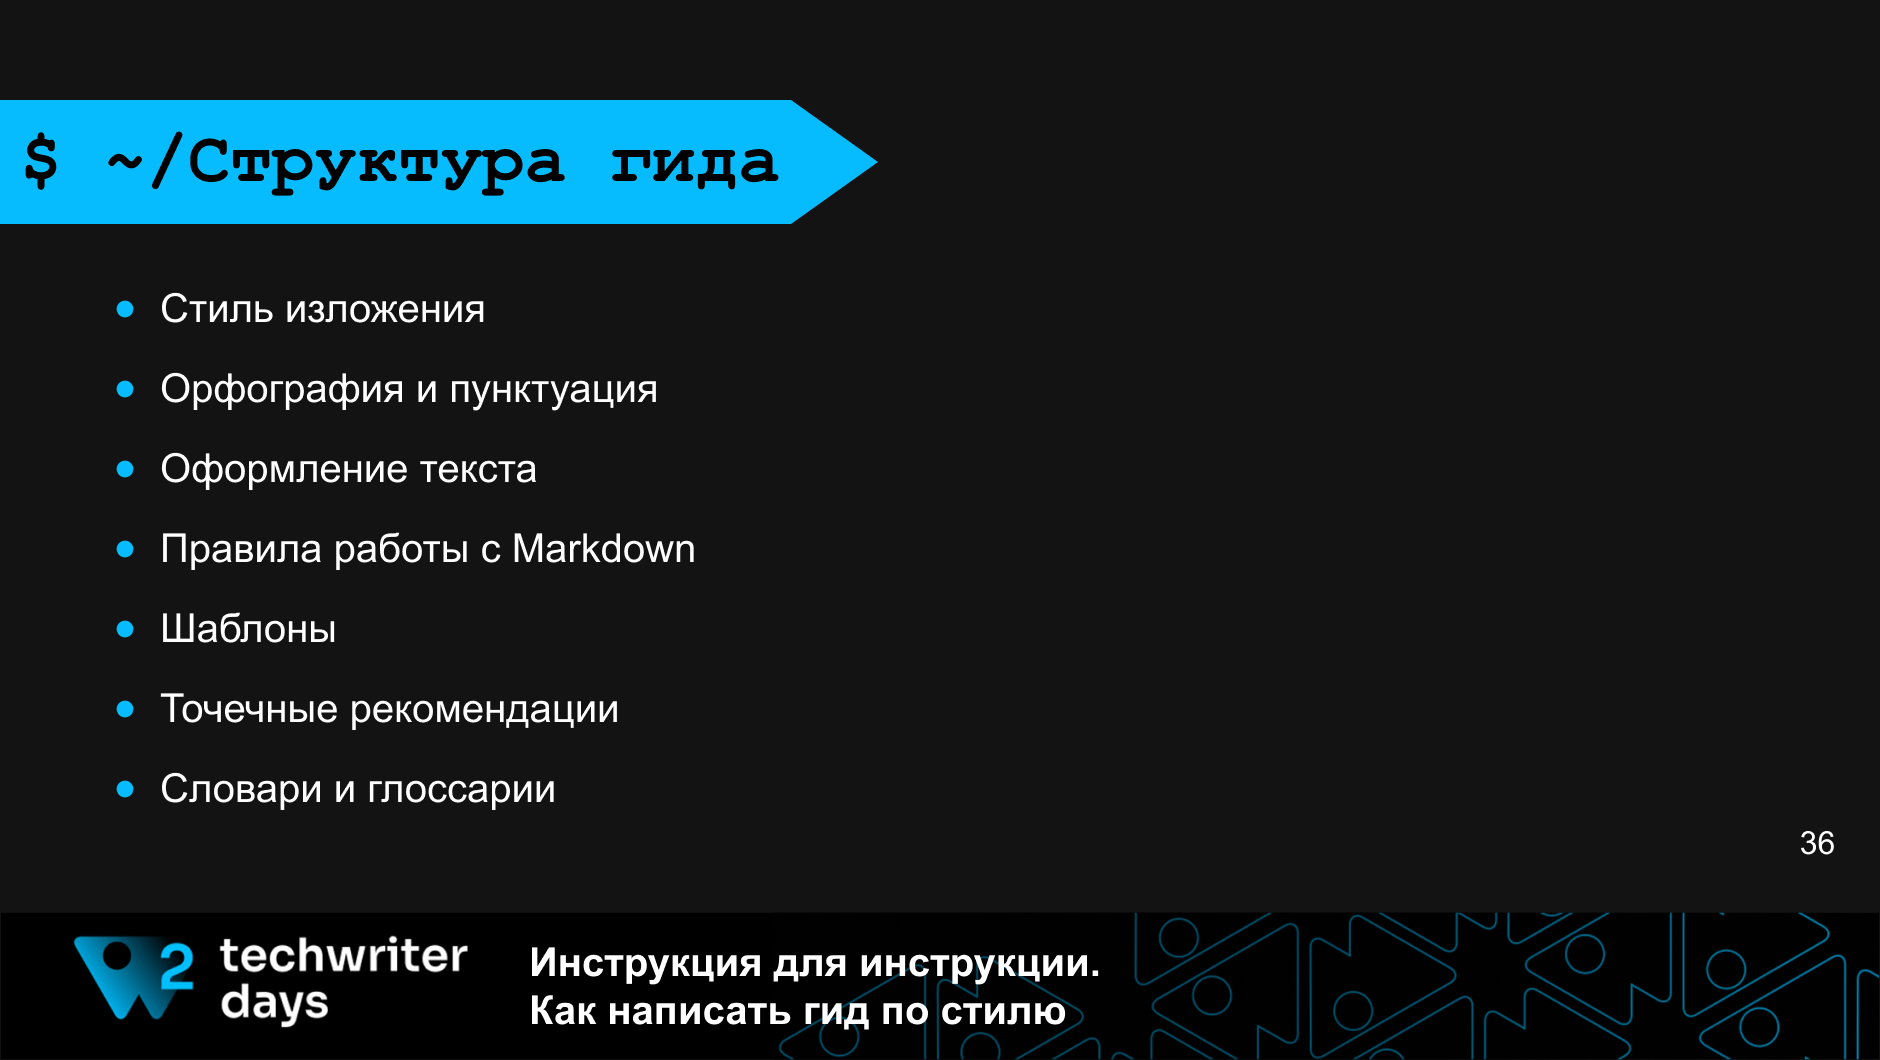 $ ~/Структура гида
Стиль изложения
Орфография и пунктуация
Оформление текста
Правила работы с Markdown
Шаблоны
Точечные рекомендации
Словари и глоссарии
36
2
techwriter
days
Инструкция для инструкции.
Как написать гид по стилю